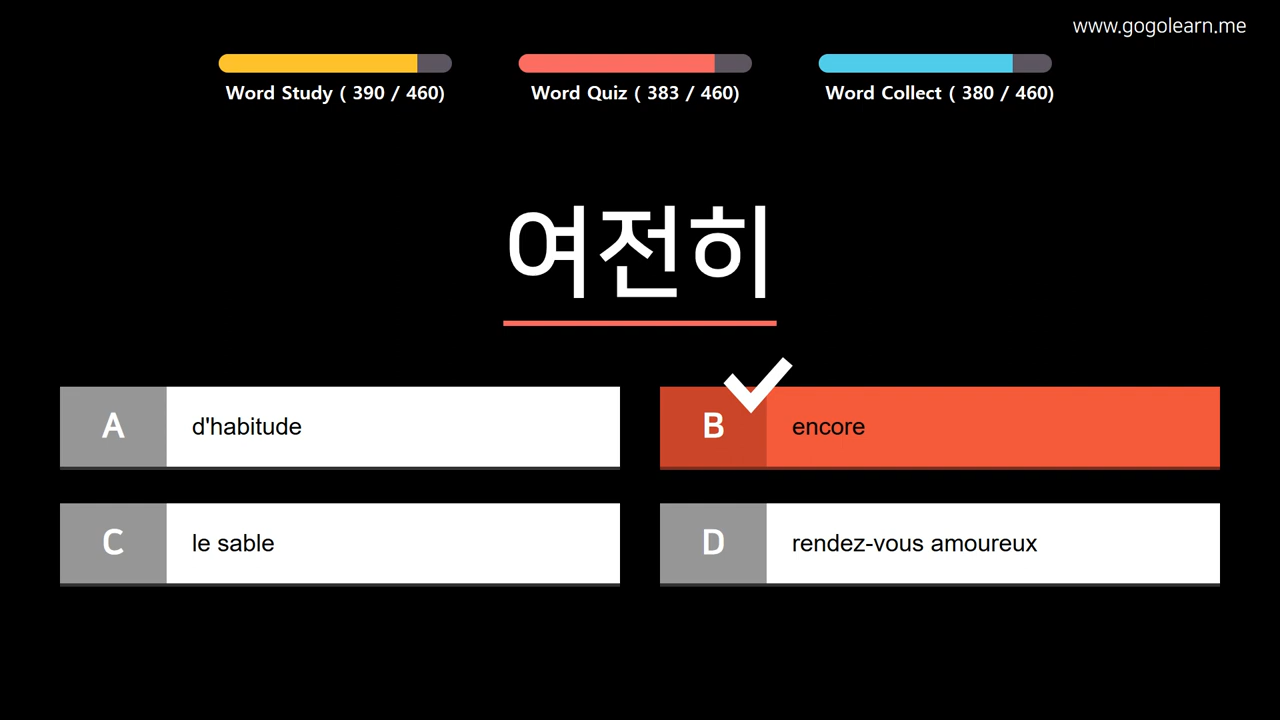 www.gogolearn.me
Word Study ( 390 / 460)
Word Quiz ( 383 / 460)
Word Collect ( 380 / 460)
여전히
A d'habitude
B encore
C le sable
D rendez-vous amoureux